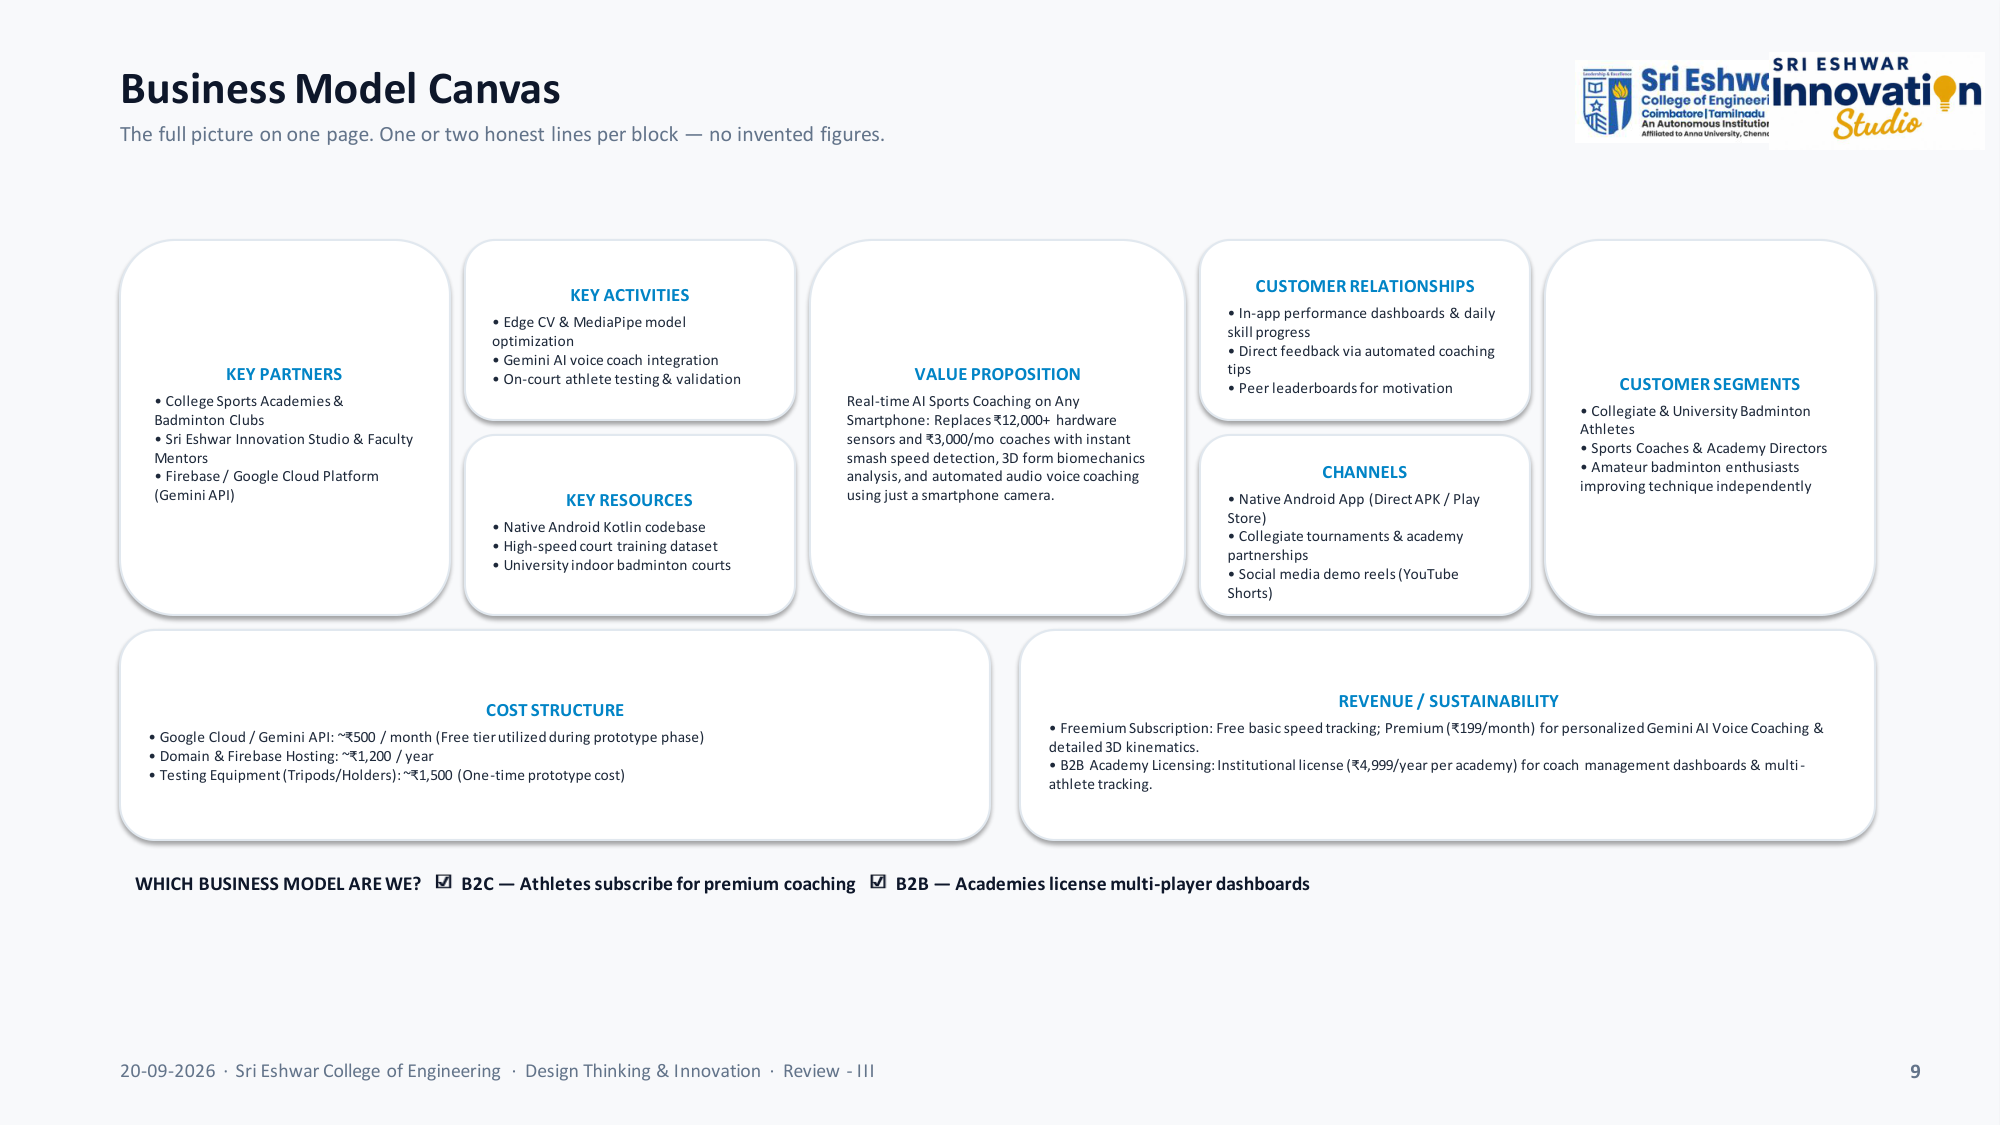 Business Model Canvas
The full picture on one page. One or two honest lines per block — no invented figures.
Leadership & Excellence
Sri Eshw
College of Engineeri
Coimbatore | Tamilnadu
An Autonomous Institution
Affiliated to Anna University, Chenna
SRI ESHWAR
Innovation
Studio
KEY PARTNERS
• College Sports Academies &
Badminton Clubs
• Sri Eshwar Innovation Studio & Faculty
Mentors
• Firebase / Google Cloud Platform
(Gemini API)
KEY ACTIVITIES
• Edge CV & MediaPipe model
optimization
• Gemini AI voice coach integration
• On-court athlete testing & validation
KEY RESOURCES
• Native Android Kotlin codebase
• High-speed court training dataset
• University indoor badminton courts
VALUE PROPOSITION
Real-time AI Sports Coaching on Any
Smartphone: Replaces ₹12,000+ hardware
sensors and ₹3,000/mo coaches with instant
smash speed detection, 3D form biomechanics
analysis, and automated audio voice coaching
using just a smartphone camera.
CUSTOMER RELATIONSHIPS
• In-app performance dashboards & daily
skill progress
• Direct feedback via automated coaching
tips
• Peer leaderboards for motivation
CHANNELS
• Native Android App (Direct APK / Play
Store)
• Collegiate tournaments & academy
partnerships
• Social media demo reels (YouTube
Shorts)
CUSTOMER SEGMENTS
• Collegiate & University Badminton
Athletes
• Sports Coaches & Academy Directors
• Amateur badminton enthusiasts
improving technique independently
COST STRUCTURE
• Google Cloud / Gemini API: ~₹500 / month (Free tier utilized during prototype phase)
• Domain & Firebase Hosting: ~₹1,200 / year
• Testing Equipment (Tripods/Holders): ~₹1,500 (One-time prototype cost)
REVENUE / SUSTAINABILITY
• Freemium Subscription: Free basic speed tracking; Premium (₹199/month) for personalized Gemini AI Voice Coaching &
detailed 3D kinematics.
• B2B Academy Licensing: Institutional license (₹4,999/year per academy) for coach management dashboards & multi-
athlete tracking.
WHICH BUSINESS MODEL ARE WE? ☑ B2C — Athletes subscribe for premium coaching ☑ B2B — Academies license multi-player dashboards
20-09-2026 · Sri Eshwar College of Engineering · Design Thinking & Innovation · Review - III
9